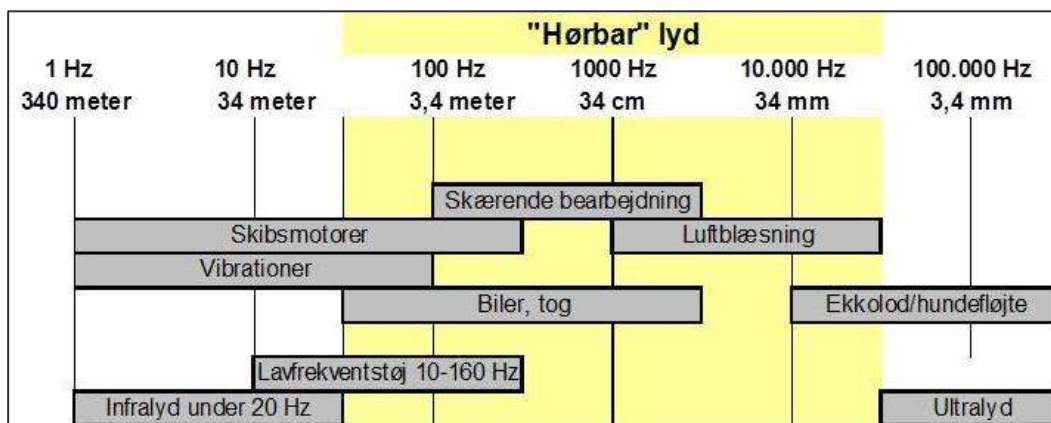 "Hørbar" lyd
1 Hz 10 Hz 100 Hz 1000 Hz 10.000 Hz 100.000 Hz
340 meter 34 meter 3,4 meter 34 cm 34 mm 3,4 mm
Skærende bearbejdning
Skibsmotorer Luftblæsning
Vibrationer
Biler, tog Ekkolod/hundefløjte
Lavfrekventstøj 10-160 Hz
Infralyd under 20 Hz Ultralyd